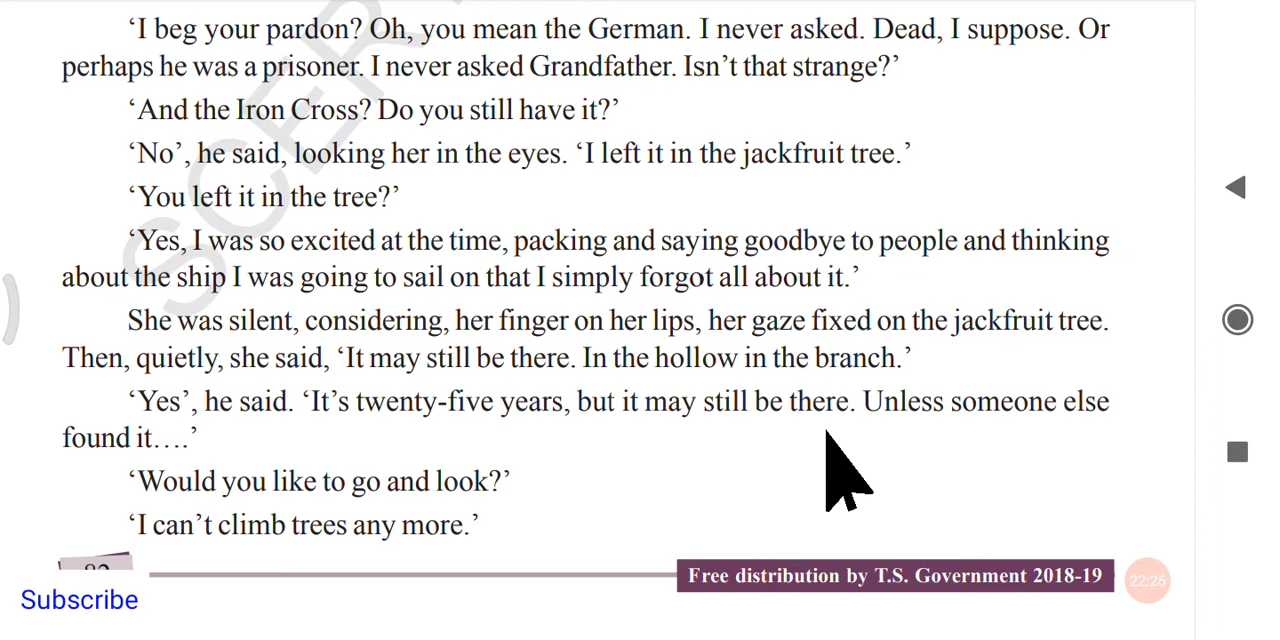 ‘I beg your pardon? Oh, you mean the German. I never asked. Dead, I suppose. Or
perhaps he was a prisoner. I never asked Grandfather. Isn’t that strange?’
‘And the Iron Cross? Do you still have it?’
‘No’, he said, looking her in the eyes. ‘I left it in the jackfruit tree.’
‘You left it in the tree?’
‘Yes, I was so excited at the time, packing and saying goodbye to people and thinking
about the ship I was going to sail on that I simply forgot all about it.’
She was silent, considering, her finger on her lips, her gaze fixed on the jackfruit tree.
Then, quietly, she said, ‘It may still be there. In the hollow in the branch.’
‘Yes’, he said. ‘It’s twenty-five years, but it may still be there. Unless someone else
found it….’
‘Would you like to go and look?’
‘I can’t climb trees any more.’
Free distribution by T.S. Government 2018-19
22:25
Subscribe
SCER